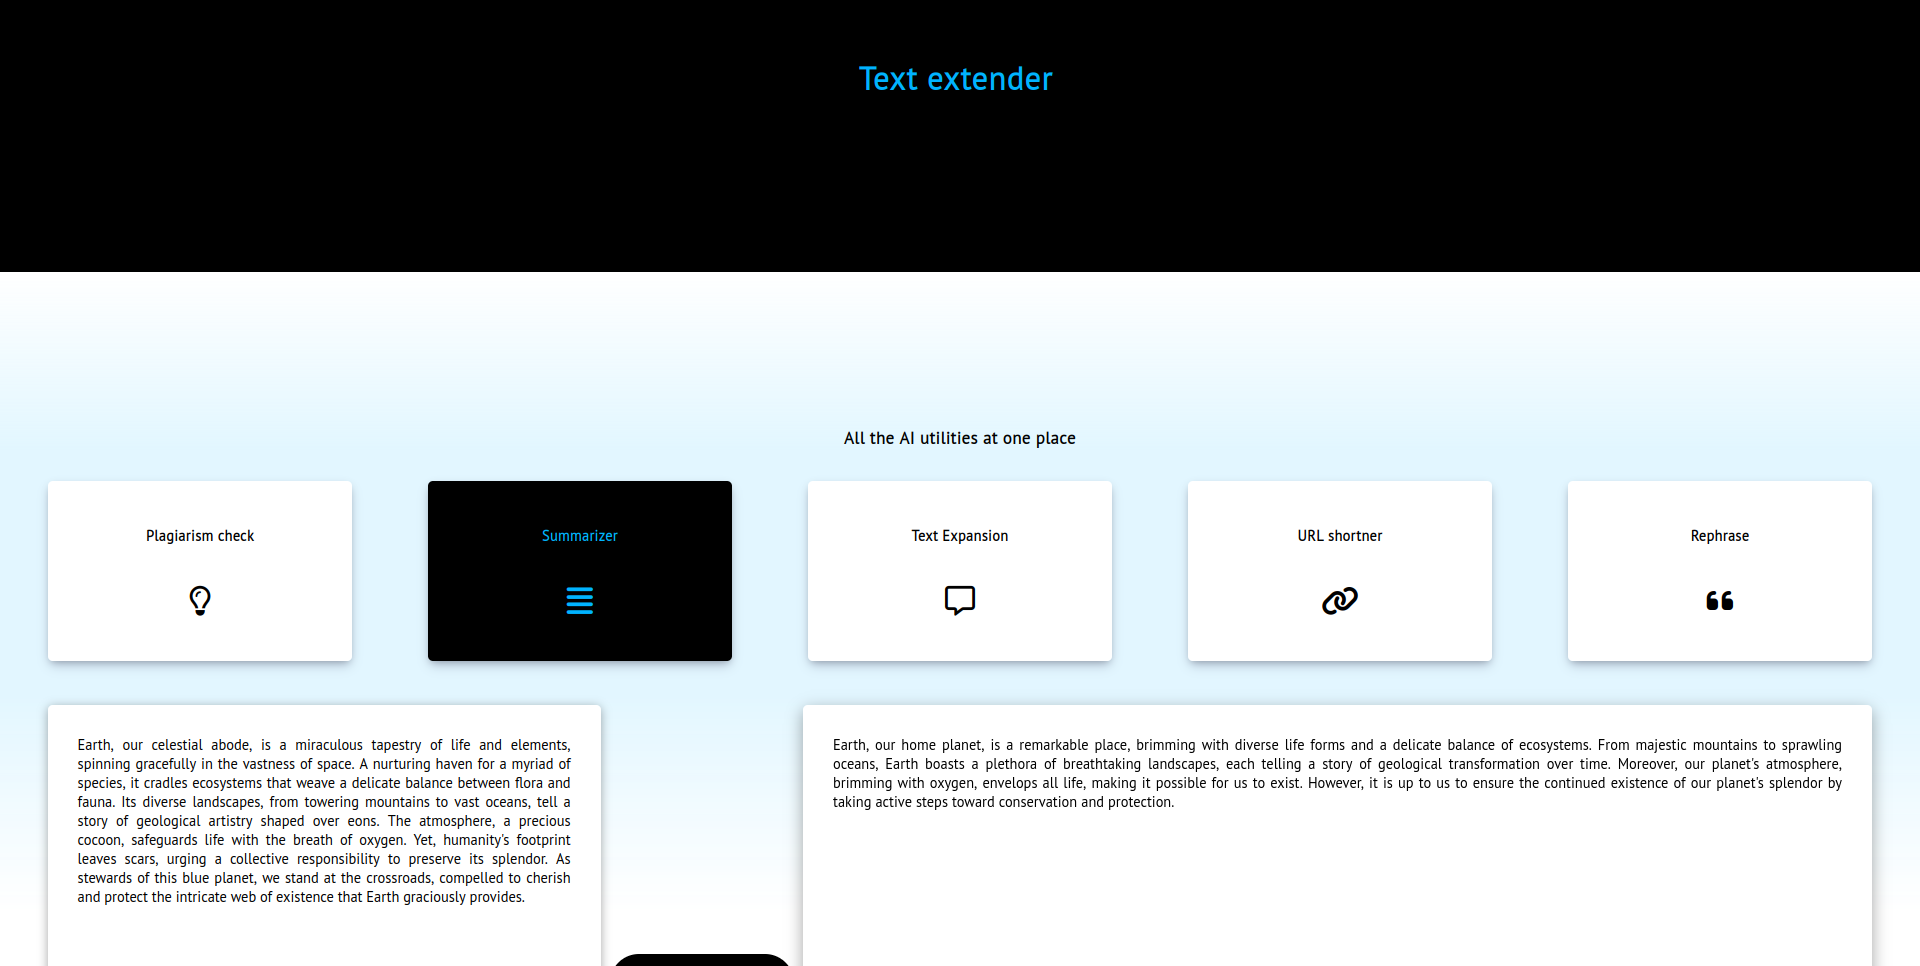 Text extender
All the AI utilities at one place
Plagiarism check
Summarizer
Text Expansion
URL shortner
Rephrase
Earth, our celestial abode, is a miraculous tapestry of life and elements,
spinning gracefully in the vastness of space. A nurturing haven for a myriad of
species, it cradles ecosystems that weave a delicate balance between flora and
fauna. Its diverse landscapes, from towering mountains to vast oceans, tell a
story of geological artistry shaped over eons. The atmosphere, a precious
cocoon, safeguards life with the breath of oxygen. Yet, humanity's footprint
leaves scars, urging a collective responsibility to preserve its splendor. As
stewards of this blue planet, we stand at the crossroads, compelled to cherish
and protect the intricate web of existence that Earth graciously provides.
Earth, our home planet, is a remarkable place, brimming with diverse life forms and a delicate balance of ecosystems. From majestic mountains to sprawling
oceans, Earth boasts a plethora of breathtaking landscapes, each telling a story of geological transformation over time. Moreover, our planet's atmosphere,
brimming with oxygen, envelops all life, making it possible for us to exist. However, it is up to us to ensure the continued existence of our planet's splendor by
taking active steps toward conservation and protection.